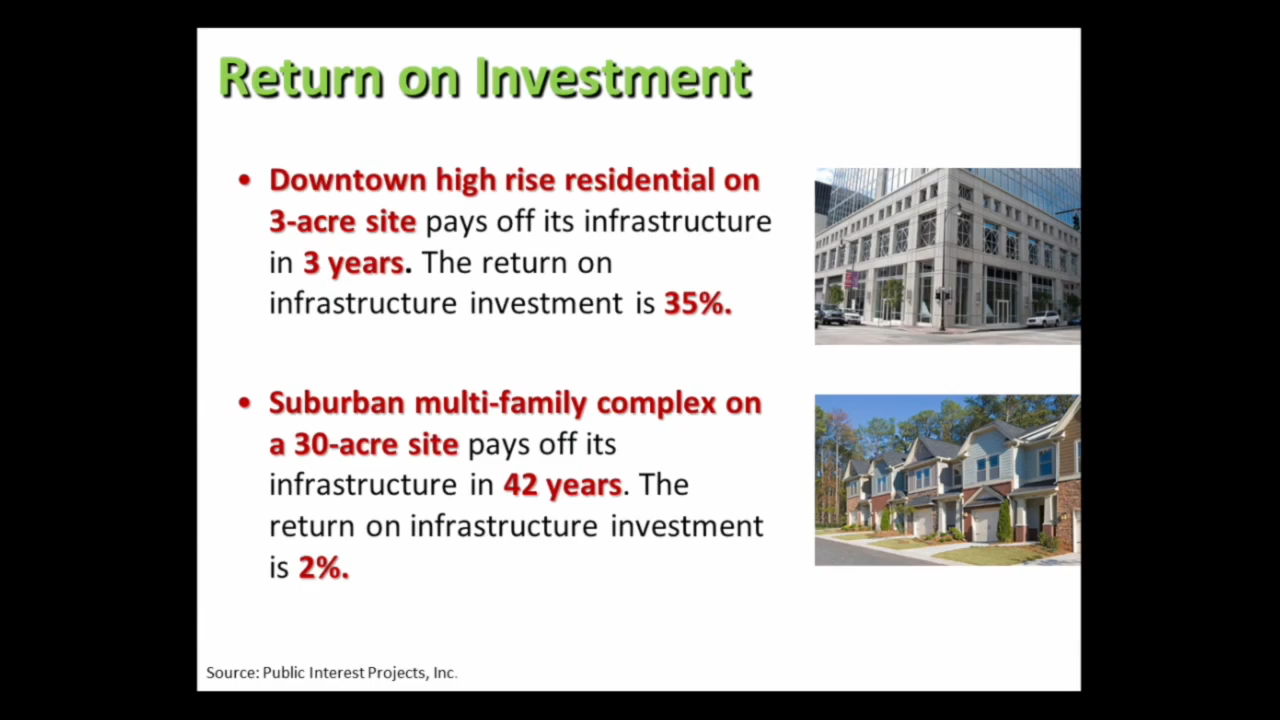 Return on Investment
• Downtown high rise residential on
3-acre site pays off its infrastructure
in 3 years. The return on
infrastructure investment is 35%.
• Suburban multi-family complex on
a 30-acre site pays off its
infrastructure in 42 years. The
return on infrastructure investment
is 2%.
Source: Public Interest Projects, Inc.